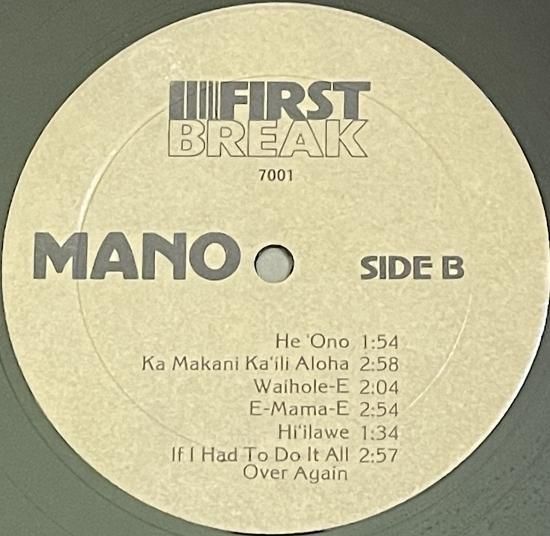 FIRST
BREAK
7001
MANO
SIDE B
He 'Ono 1:54
Ka Makani Ka'ili Aloha 2:58
Waihole-E 2:04
E-Mama-E 2:54
Hi'ilawe 1:34
If I Had To Do It All 2:57
Over Again